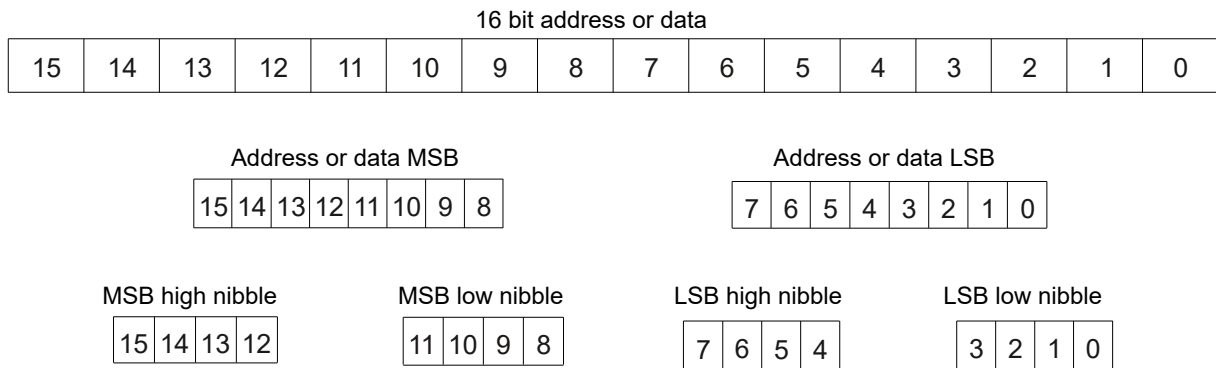 16 bit address or data
15 14 13 12 11 10 9 8 7 6 5 4 3 2 1 0
Address or data MSB
15 14 13 12 11 10 9 8
Address or data LSB
7 6 5 4 3 2 1 0
MSB high nibble
15 14 13 12
MSB low nibble
11 10 9 8
LSB high nibble
7 6 5 4
LSB low nibble
3 2 1 0